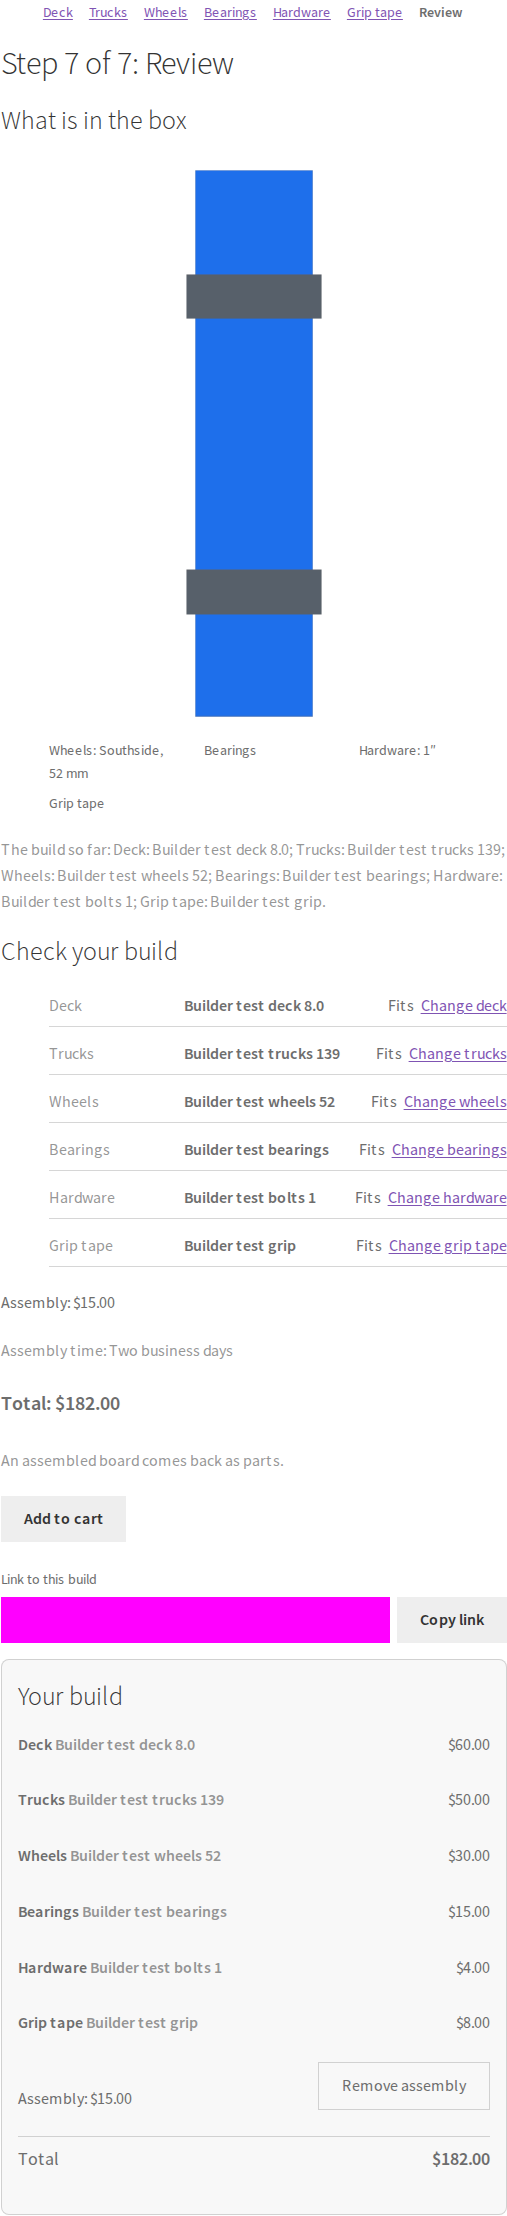 Deck Trucks Wheels Bearings Hardware Grip tape Review
Step 7 of 7: Review
What is in the box
Wheels: Southside, 52 mm
Bearings
Hardware: 1″
Grip tape
The build so far: Deck: Builder test deck 8.0; Trucks: Builder test trucks 139;
Wheels: Builder test wheels 52; Bearings: Builder test bearings; Hardware:
Builder test bolts 1; Grip tape: Builder test grip.
Check your build
Deck Builder test deck 8.0 Fits Change deck
Trucks Builder test trucks 139 Fits Change trucks
Wheels Builder test wheels 52 Fits Change wheels
Bearings Builder test bearings Fits Change bearings
Hardware Builder test bolts 1 Fits Change hardware
Grip tape Builder test grip Fits Change grip tape
Assembly: $15.00
Assembly time: Two business days
Total: $182.00
An assembled board comes back as parts.
Add to cart
Link to this build
Copy link
Your build
Deck Builder test deck 8.0 $60.00
Trucks Builder test trucks 139 $50.00
Wheels Builder test wheels 52 $30.00
Bearings Builder test bearings $15.00
Hardware Builder test bolts 1 $4.00
Grip tape Builder test grip $8.00
Assembly: $15.00 Remove assembly
Total $182.00